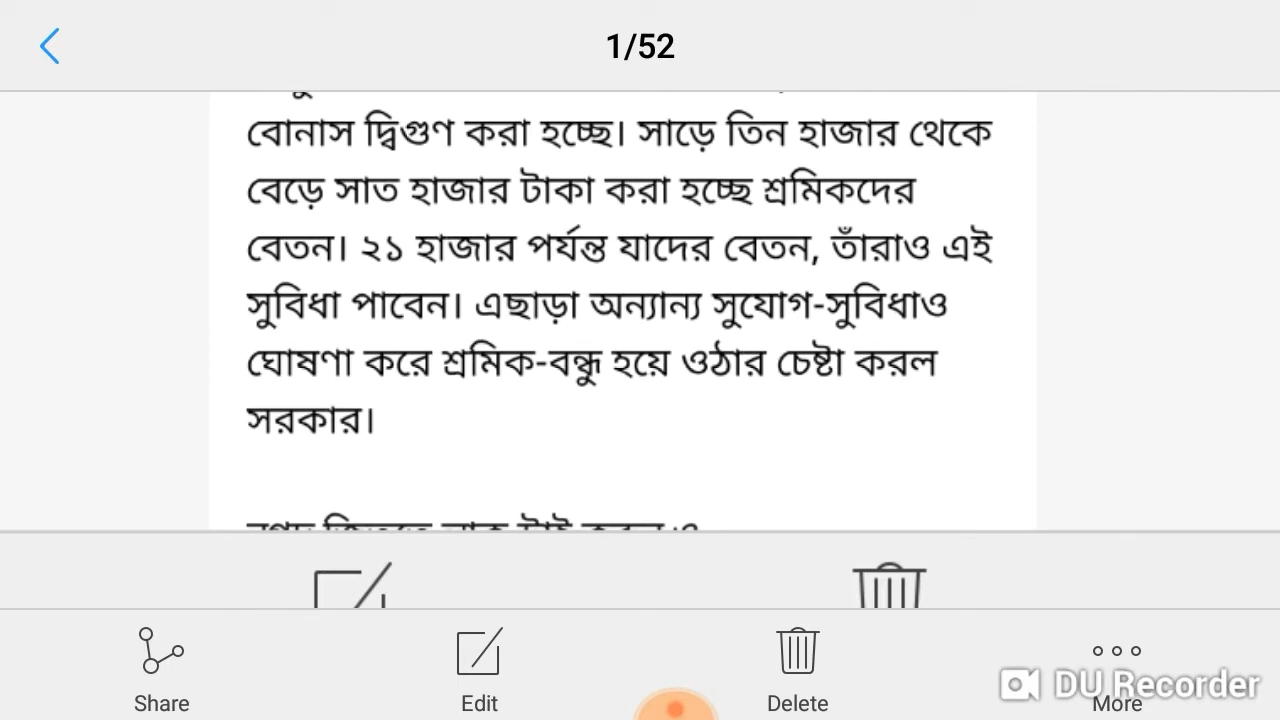 1/52
বোনাস দ্বিগুণ করা হচ্ছে। সাড়ে তিন হাজার থেকে
বেড়ে সাত হাজার টাকা করা হচ্ছে শ্রমিকদের
বেতন। ২১ হাজার পর্যন্ত যাদের বেতন, তাঁরাও এই
সুবিধা পাবেন। এছাড়া অন্যান্য সুযোগ-সুবিধাও
ঘোষণা করে শ্রমিক-বন্ধু হয়ে ওঠার চেষ্টা করল
সরকার।
Share Edit Delete More
DU Recorder